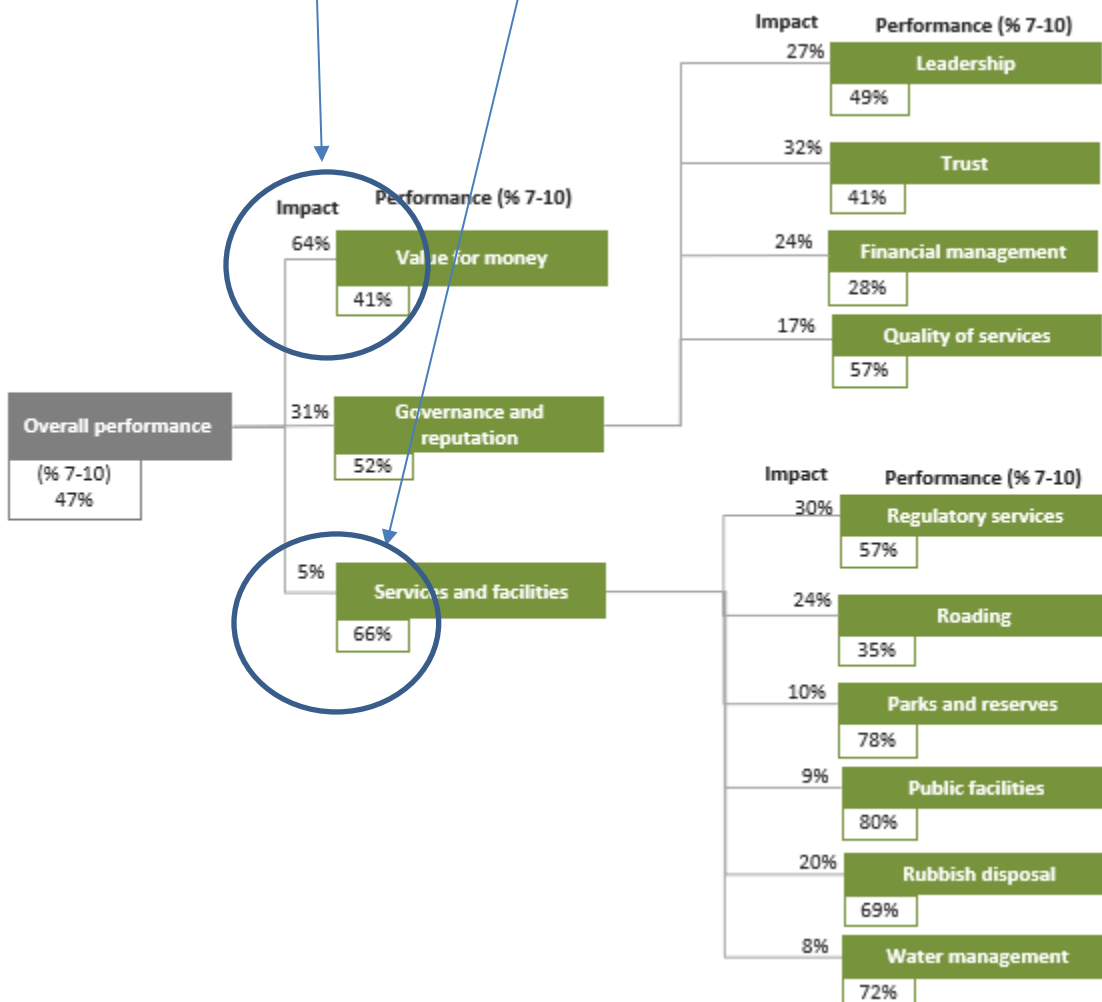 Impact Performance (% 7-10)
27% Leadership
49%
32% Trust
41%
24% Financial management
28%
17% Quality of services
57%
Impact Performance (% 7-10)
64% Value for money
41%
31% Governance and
reputation
52%
5% Services and facilities
66%
Overall performance
(% 7-10)
47%
Impact Performance (% 7-10)
30% Regulatory services
57%
24% Roading
35%
10% Parks and reserves
78%
9% Public facilities
80%
20% Rubbish disposal
69%
8% Water management
72%